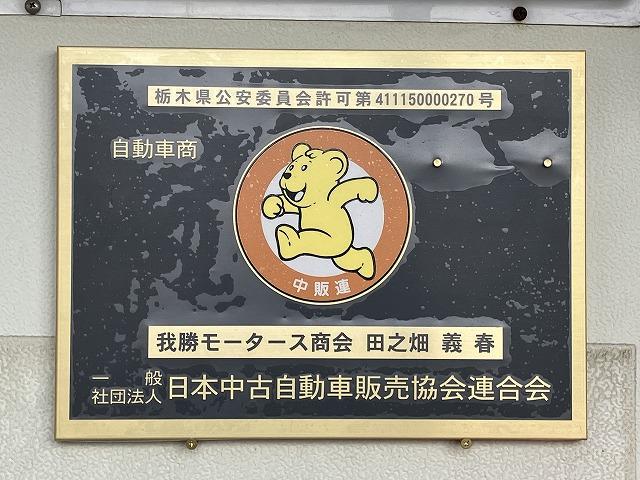 栃木県公安委員会許可第411150000270号
自動車商
中販連
我勝モータース商会 田之畑 義春
一般社団法人 日本中古自動車販売協会連合会